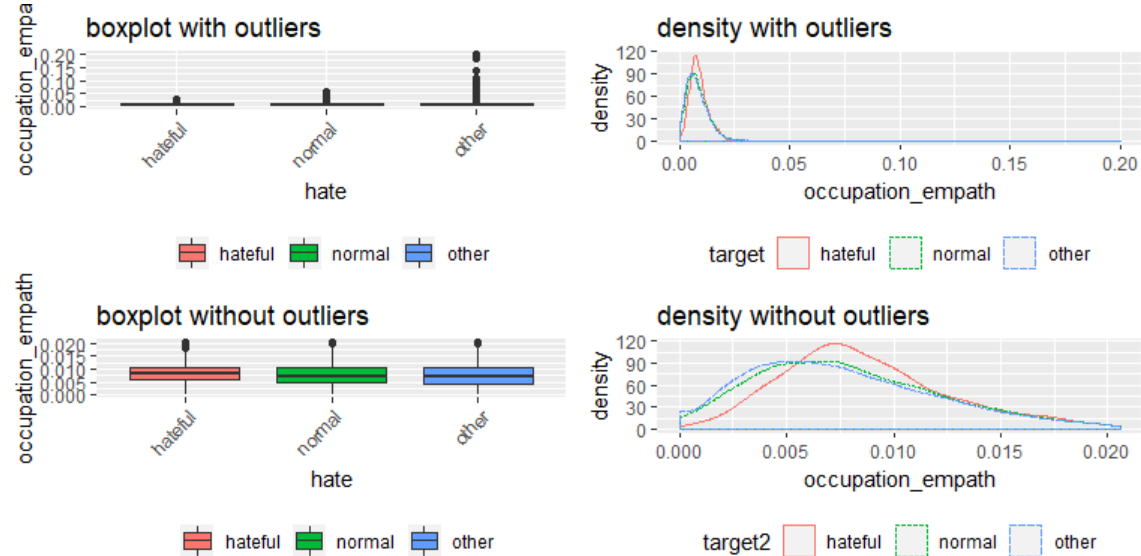 boxplot with outliers
occupation_empa
0.20
0.15
0.10
0.05
0.00
hateful
normal
other
hate
hateful normal other
density with outliers
density
120
90
60
30
0
0.00 0.05 0.10 0.15 0.20
occupation_empath
target hateful normal other
boxplot without outliers
occupation_empath
0.020
0.015
0.010
0.005
0.000
hateful
normal
other
hate
hateful normal other
density without outliers
density
120
90
60
30
0
0.000 0.005 0.010 0.015 0.020
occupation_empath
target2 hateful normal other